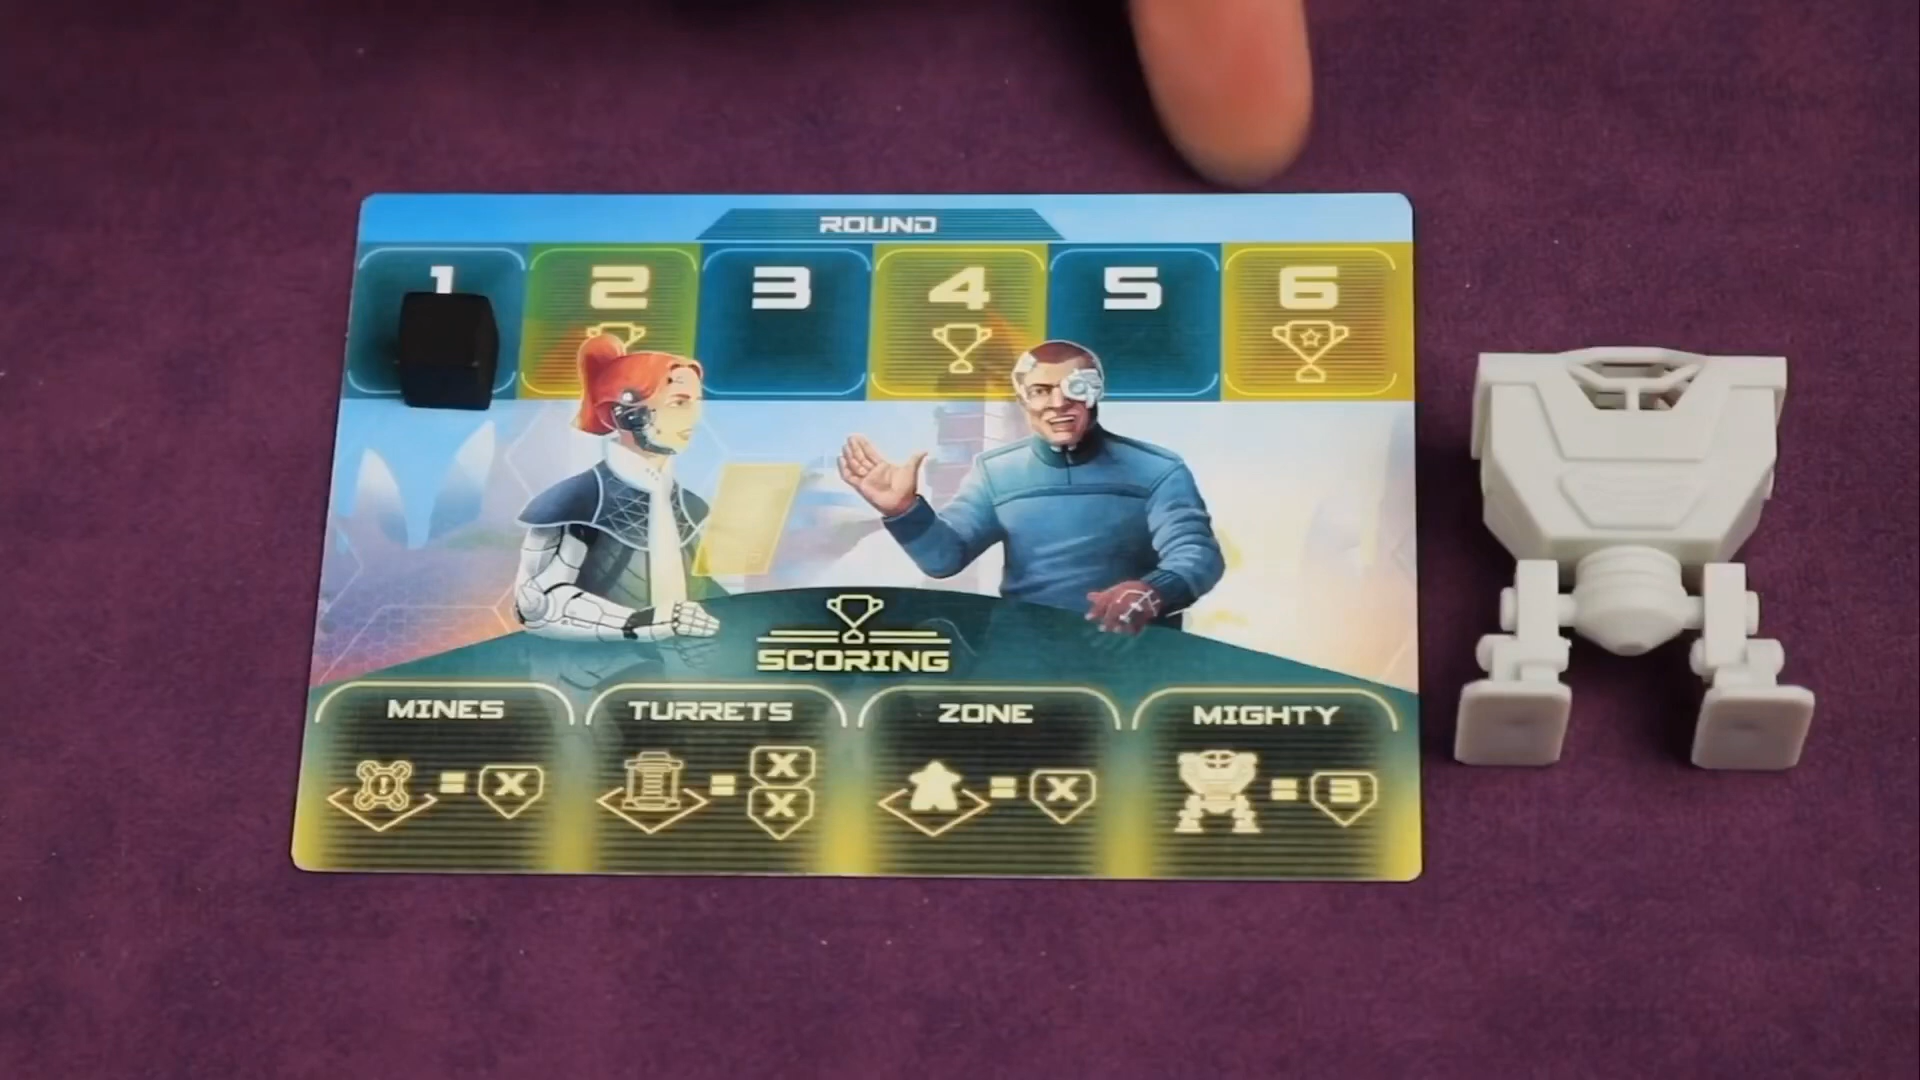 ROUND
1 2 3 4 5 6
SCORING
MINES TURRETS ZONE MIGHTY
= X = X X = X = 3